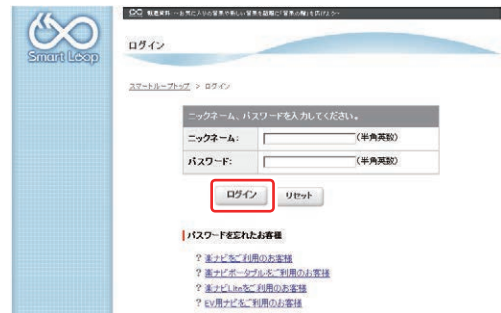 Smart Loop
ログイン
スマートループトップ > ログイン
ニックネーム、パスワードを入力してください。
ニックネーム: (半角英数)
パスワード: (半角英数)
ログイン リセット
パスワードを忘れたお客様
? 楽ナビをご利用のお客様
? 楽ナビポータブルをご利用のお客様
? 楽ナビLiteをご利用のお客様
? EV用ナビをご利用のお客様